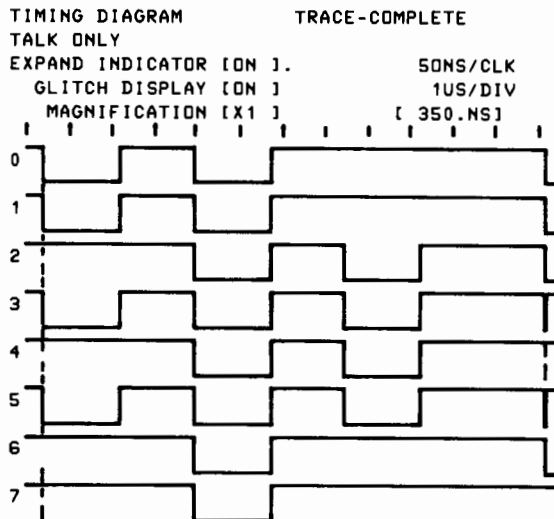 TIMING DIAGRAM TRACE-COMPLETE
TALK ONLY
EXPAND INDICATOR [ON ]. 50NS/CLK
GLITCH DISPLAY [ON ] 1US/DIV
MAGNIFICATION [X1 ] [ 350.NS]
0
1
2
3
4
5
6
7